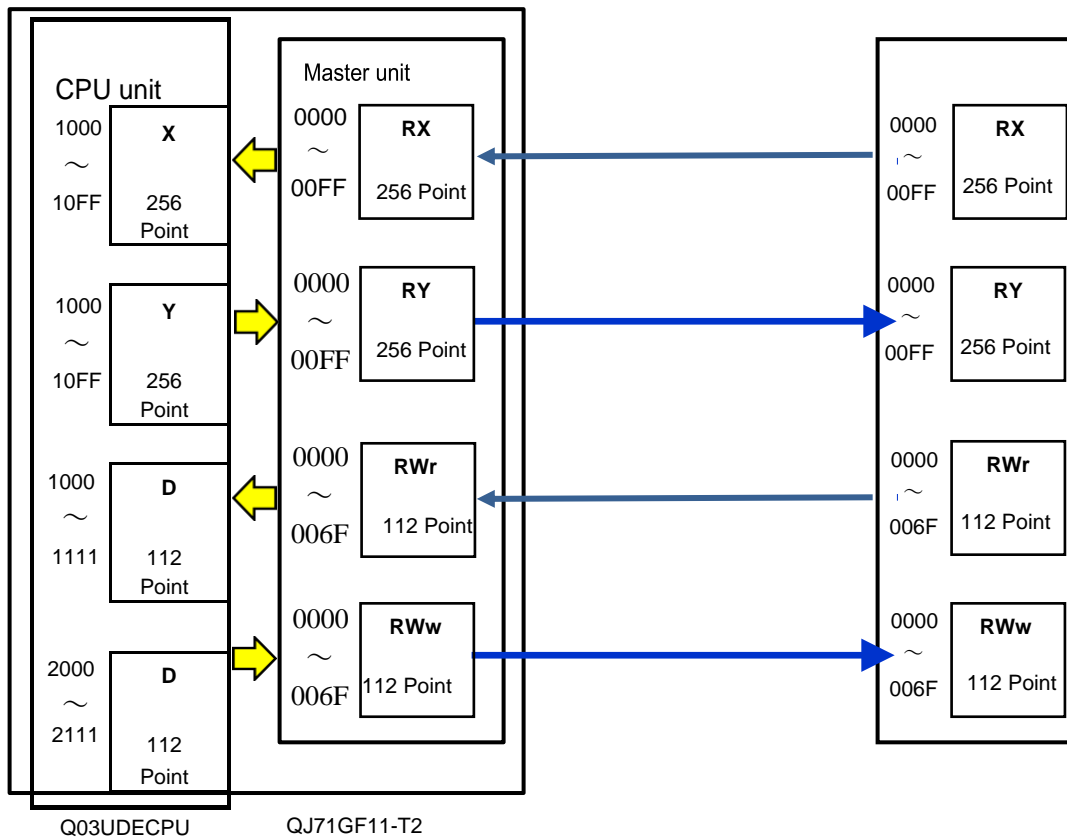 CPU unit
1000
～
10FF
X
256
Point
1000
～
10FF
Y
256
Point
1000
～
1111
D
112
Point
2000
～
2111
D
112
Point
Q03UDECPU
Master unit
0000
～
00FF
RX
256 Point
0000
～
00FF
RY
256 Point
0000
～
006F
RWr
112 Point
0000
～
006F
RWw
112 Point
QJ71GF11-T2
0000
～
00FF
RX
256 Point
0000
～
00FF
RY
256 Point
0000
～
006F
RWr
112 Point
0000
～
006F
RWw
112 Point